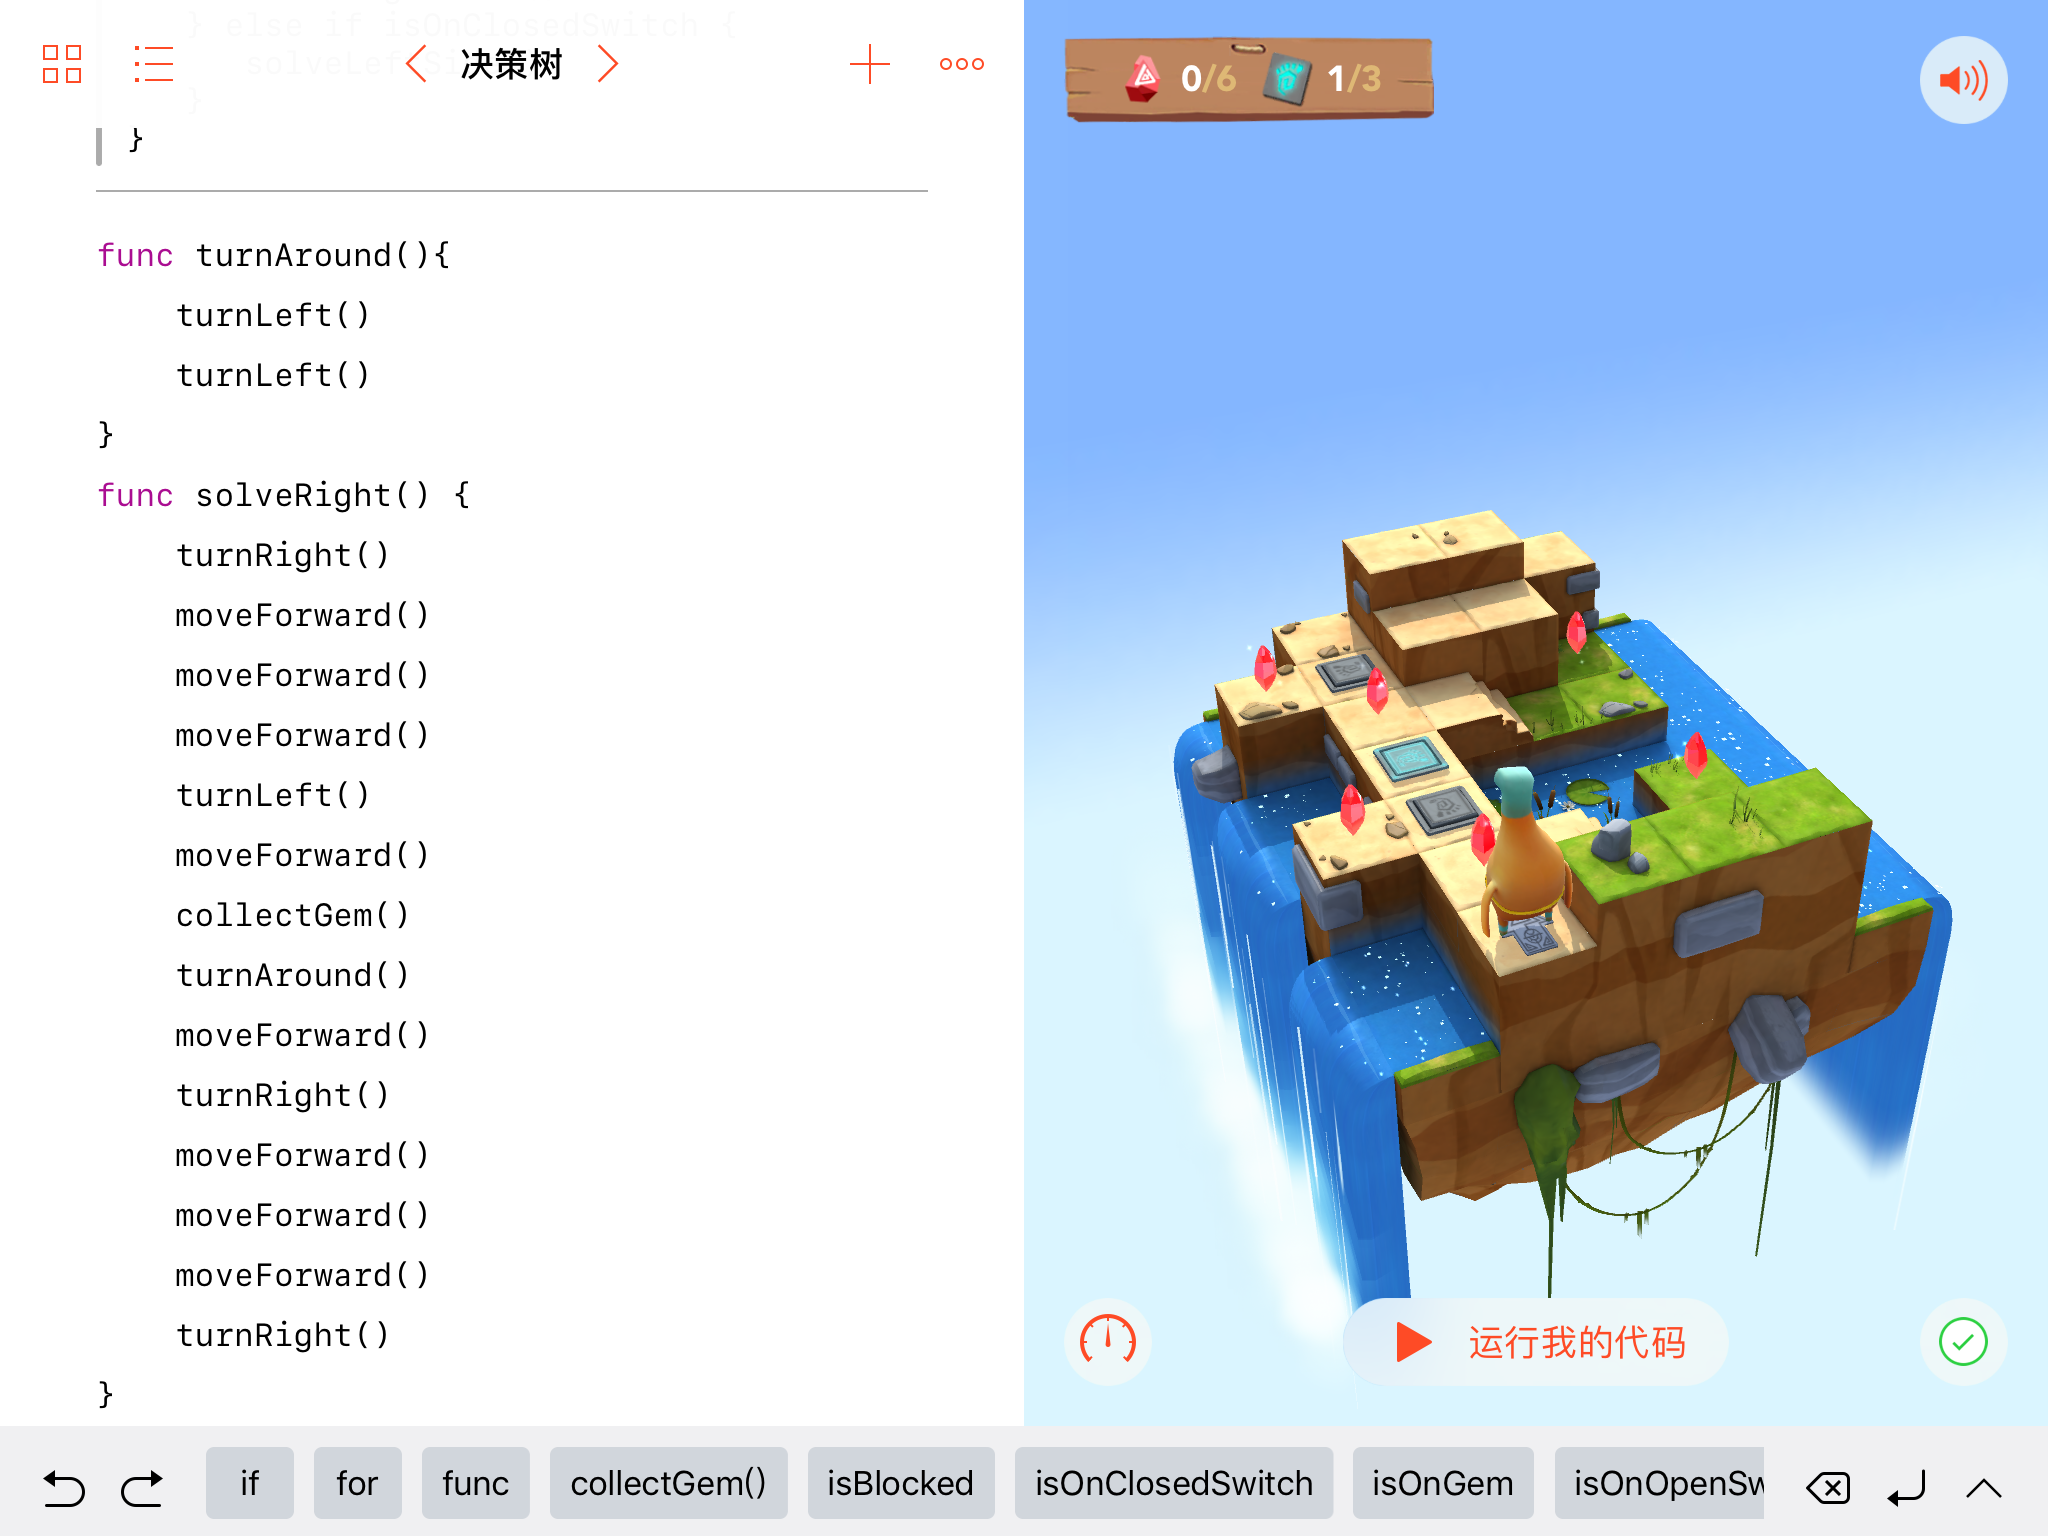 } else if isOnClosedSwitch {
决策树
}
}
func turnAround(){
turnLeft()
turnLeft()
}
func solveRight() {
turnRight()
moveForward()
moveForward()
moveForward()
turnLeft()
moveForward()
collectGem()
turnAround()
moveForward()
turnRight()
moveForward()
moveForward()
moveForward()
turnRight()
}
0/6 1/3
运行我的代码
if for func collectGem() isBlocked isOnClosedSwitch isOnGem isOnOpenSw